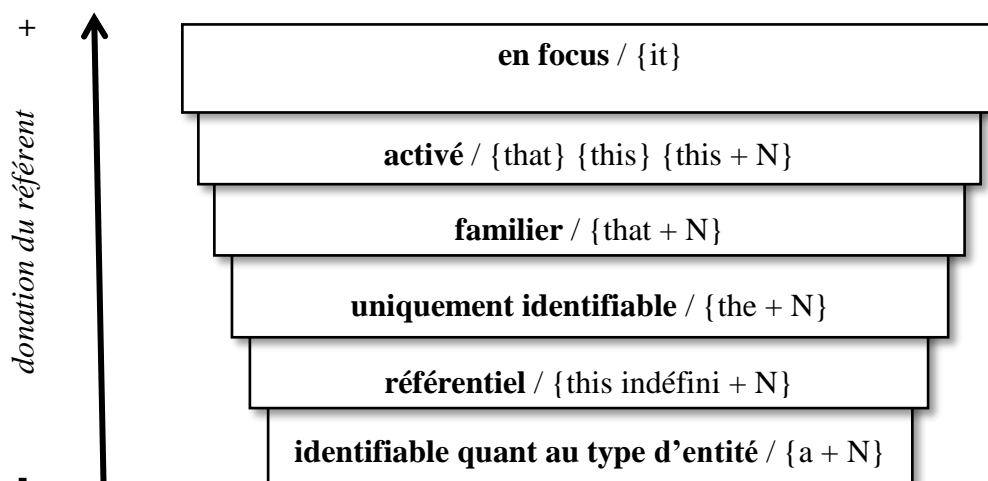 +
en focus / {it}
activé / {that} {this} {this + N}
familier / {that + N}
uniquement identifiable / {the + N}
référentiel / {this indéfini + N}
identifiable quant au type d’entité / {a + N}
donation du référent
-